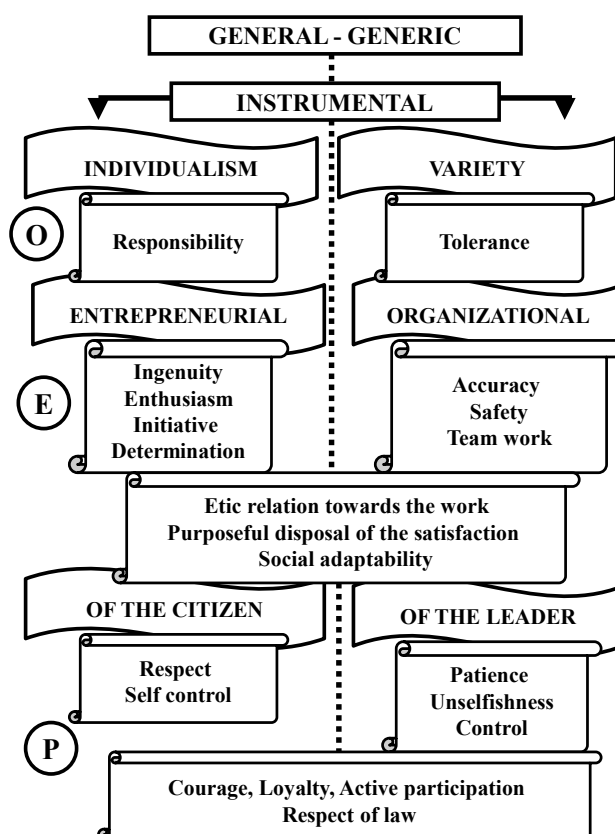 GENERAL - GENERIC
INSTRUMENTAL
INDIVIDUALISM
VARIETY
O
Responsibility
Tolerance
ENTREPRENEURIAL
ORGANIZATIONAL
E
Ingenuity
Enthusiasm
Initiative
Determination
Accuracy
Safety
Team work
Etic relation towards the work
Purposeful disposal of the satisfaction
Social adaptability
OF THE CITIZEN
OF THE LEADER
Respect
Self control
Patience
Unselfishness
Control
P
Courage, Loyalty, Active participation
Respect of law